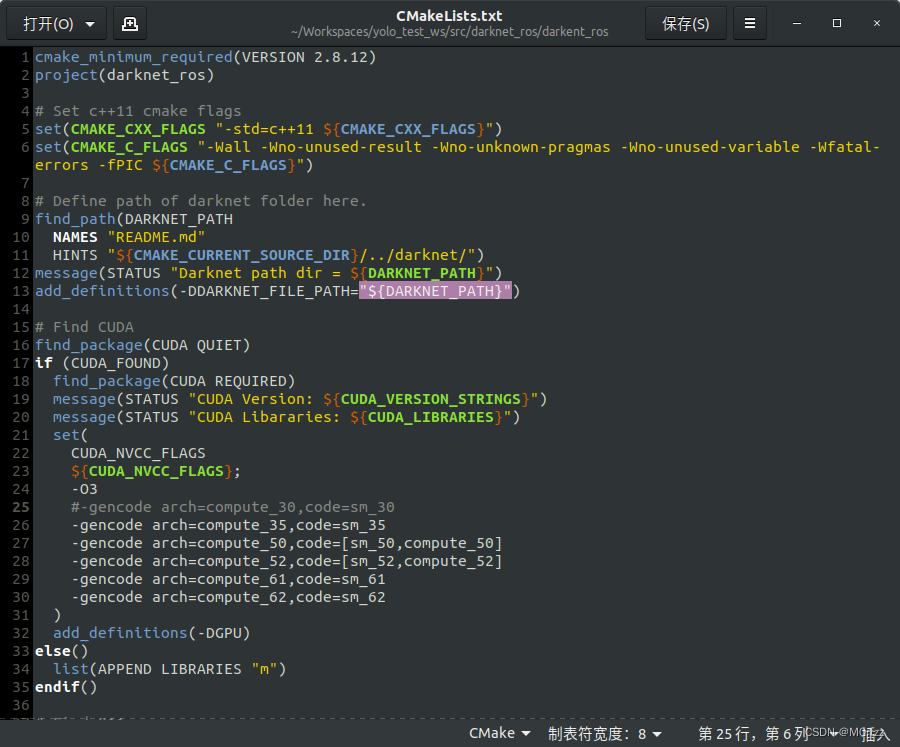 打开(O)
CMakeLists.txt
~/Workspaces/yolo_test_ws/src/darknet_ros/darkent_ros
保存(S)
1 cmake_minimum_required(VERSION 2.8.12)
2 project(darknet_ros)
3
4 # Set c++11 cmake flags
5 set(CMAKE_CXX_FLAGS "-std=c++11 ${CMAKE_CXX_FLAGS}")
6 set(CMAKE_C_FLAGS "-Wall -Wno-unused-result -Wno-unknown-pragmas -Wno-unused-variable -Wfatal-
errors -fPIC ${CMAKE_C_FLAGS}")
7
8 # Define path of darknet folder here.
9 find_path(DARKNET_PATH
10   NAMES "README.md"
11   HINTS "${CMAKE_CURRENT_SOURCE_DIR}/../darknet/")
12 message(STATUS "Darknet path dir = ${DARKNET_PATH}")
13 add_definitions(-DDARKNET_FILE_PATH="${DARKNET_PATH}")
14
15 # Find CUDA
16 find_package(CUDA QUIET)
17 if (CUDA_FOUND)
18   find_package(CUDA REQUIRED)
19   message(STATUS "CUDA Version: ${CUDA_VERSION_STRINGS}")
20   message(STATUS "CUDA Libararies: ${CUDA_LIBRARIES}")
21   set(
22     CUDA_NVCC_FLAGS
23     ${CUDA_NVCC_FLAGS};
24     -O3
25     #-gencode arch=compute_30,code=sm_30
26     -gencode arch=compute_35,code=sm_35
27     -gencode arch=compute_50,code=[sm_50,compute_50]
28     -gencode arch=compute_52,code=[sm_52,compute_52]
29     -gencode arch=compute_61,code=sm_61
30     -gencode arch=compute_62,code=sm_62
31   )
32   add_definitions(-DGPU)
33 else()
34   list(APPEND LIBRARIES "m")
35 endif()
36
CMake 制表符宽度：8 第 25 行，第 6 列 插入